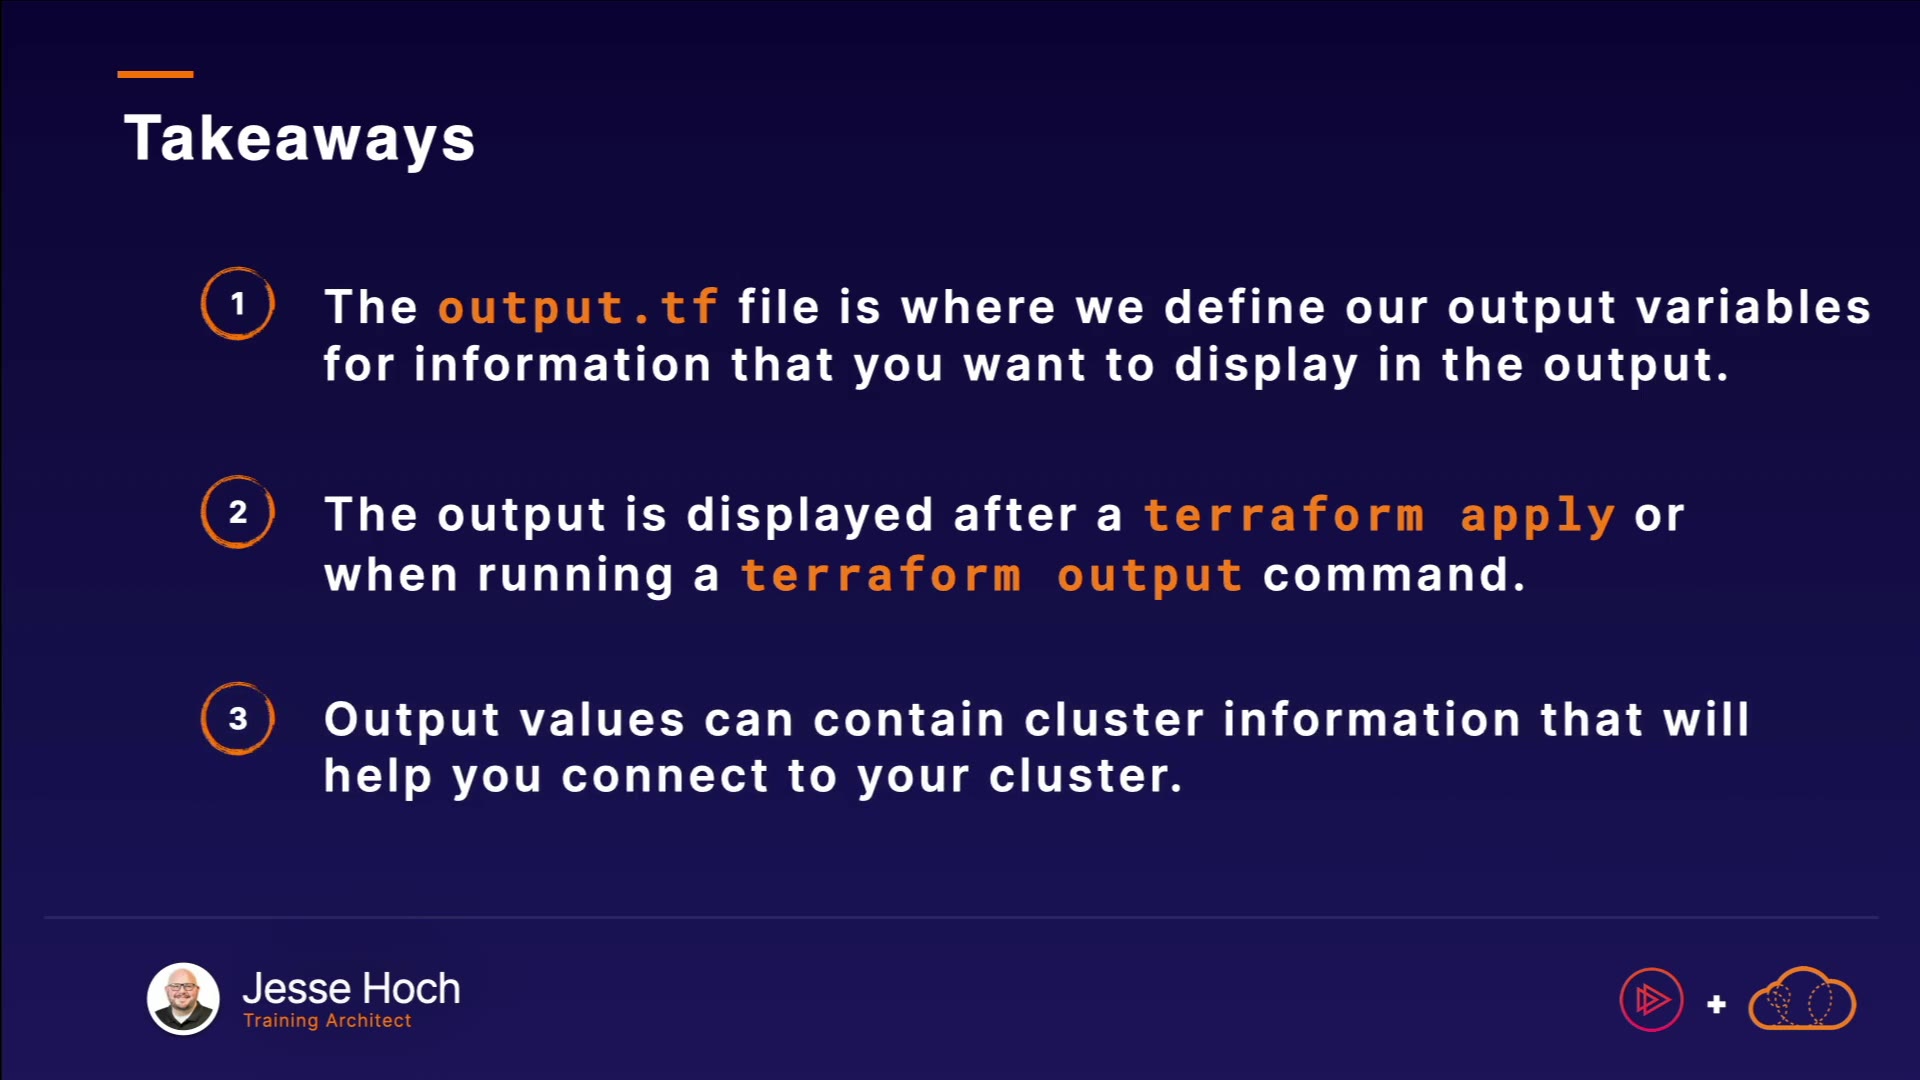 Takeaways
1
The output.tf file is where we define our output variables
for information that you want to display in the output.
2
The output is displayed after a terraform apply or
when running a terraform output command.
3
Output values can contain cluster information that will
help you connect to your cluster.
Jesse Hoch
Training Architect
+